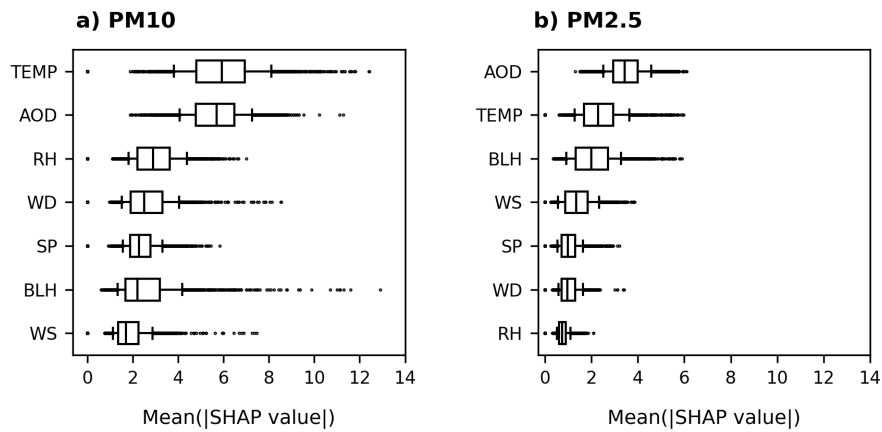 a) PM10
TEMP
AOD
RH
WD
SP
BLH
WS
0 2 4 6 8 10 12 14
Mean(|SHAP value|)
b) PM2.5
AOD
TEMP
BLH
WS
SP
WD
RH
0 2 4 6 8 10 12 14
Mean(|SHAP value|)